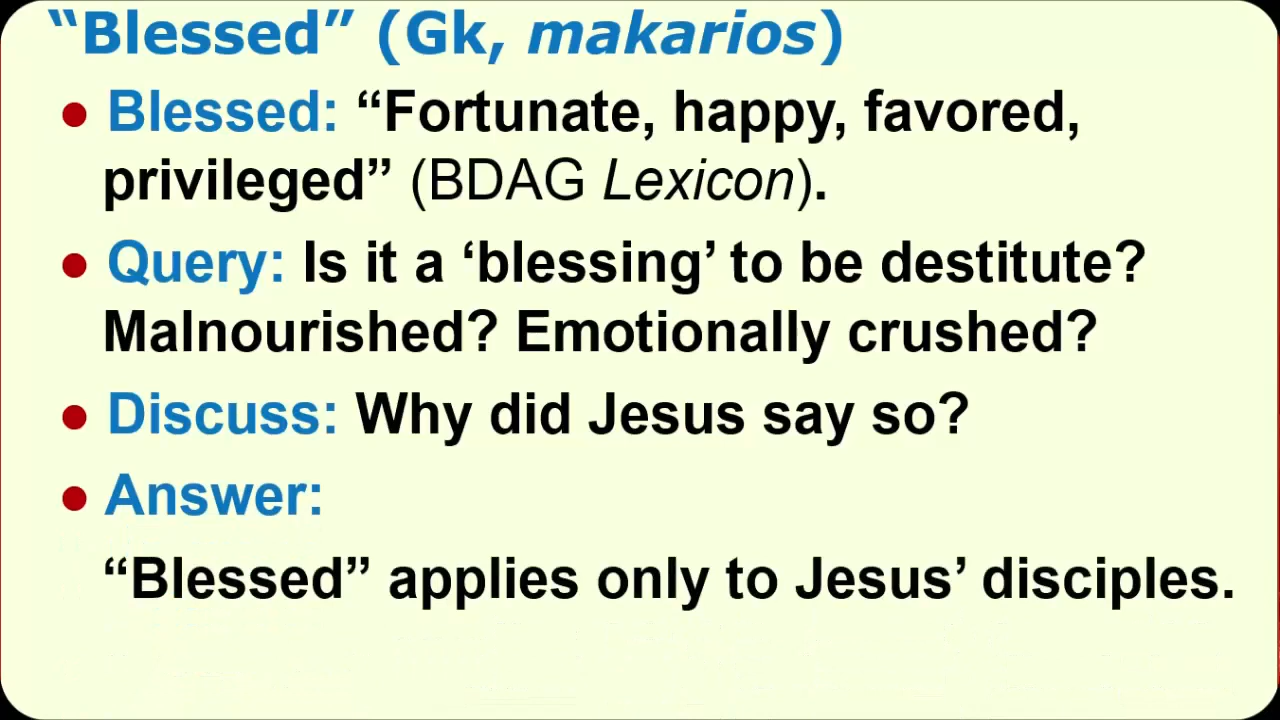 “Blessed” (Gk, makarios)
● Blessed: “Fortunate, happy, favored,
privileged” (BDAG Lexicon).
● Query: Is it a ‘blessing’ to be destitute?
Malnourished? Emotionally crushed?
● Discuss: Why did Jesus say so?
● Answer:
“Blessed” applies only to Jesus’ disciples.